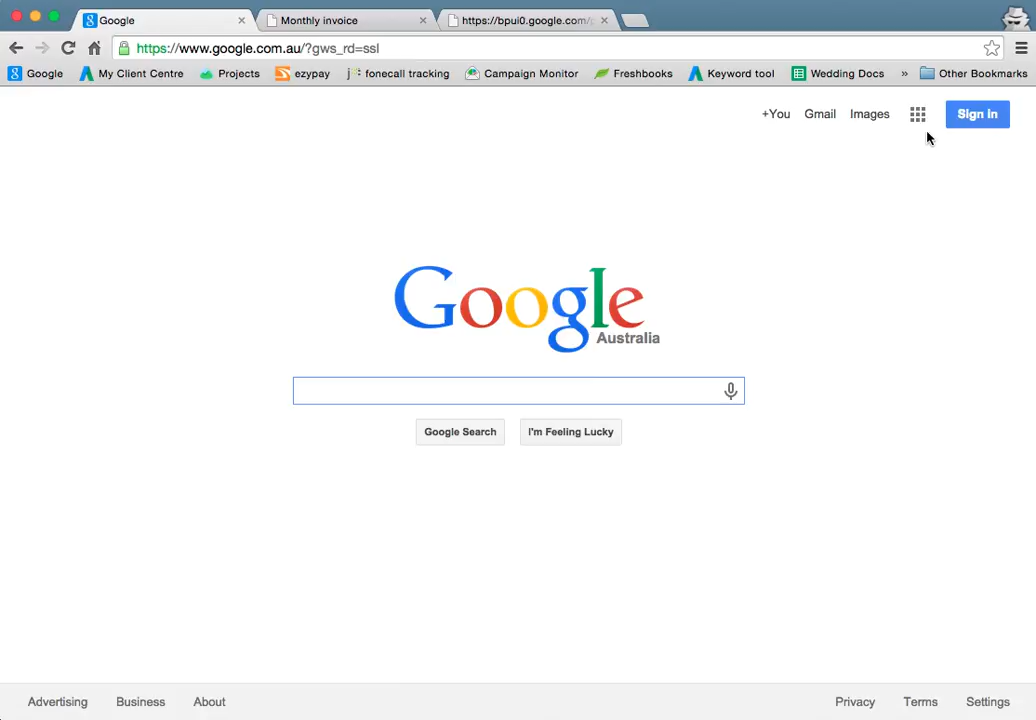 Google
Monthly invoice
https://bpui0.google.com/
https://www.google.com.au/?gws_rd=ssl
Google
My Client Centre
Projects
ezypay
fonecall tracking
Campaign Monitor
Freshbooks
Keyword tool
Wedding Docs
»
Other Bookmarks
+You
Gmail
Images
Sign in
Google
Australia
Google Search
I'm Feeling Lucky
Advertising
Business
About
Privacy
Terms
Settings